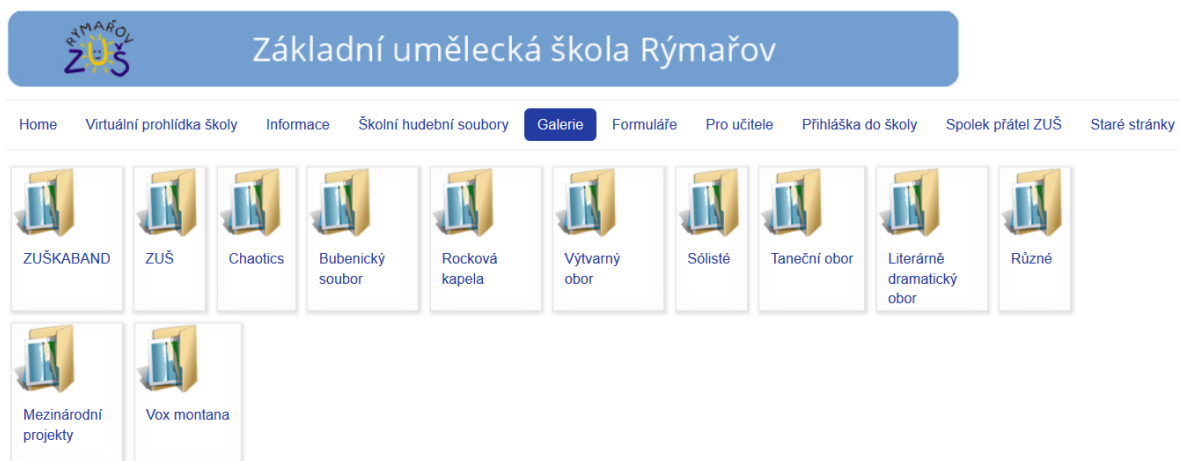 RÝMAŘOV
ZUŠ
Základní umělecká škola Rýmařov
Home Virtuální prohlídka školy Informace Školní hudební soubory Galerie Formuláře Pro učitele Přihláška do školy Spolek přátel ZUŠ Staré stránky
ZUŠKABAND
ZUŠ
Chaotics
Bubenický
soubor
Rocková
kapela
Výtvarný
obor
Sólisté
Taneční obor
Literárně
dramatický
obor
Různé
Mezinárodní
projekty
Vox montana